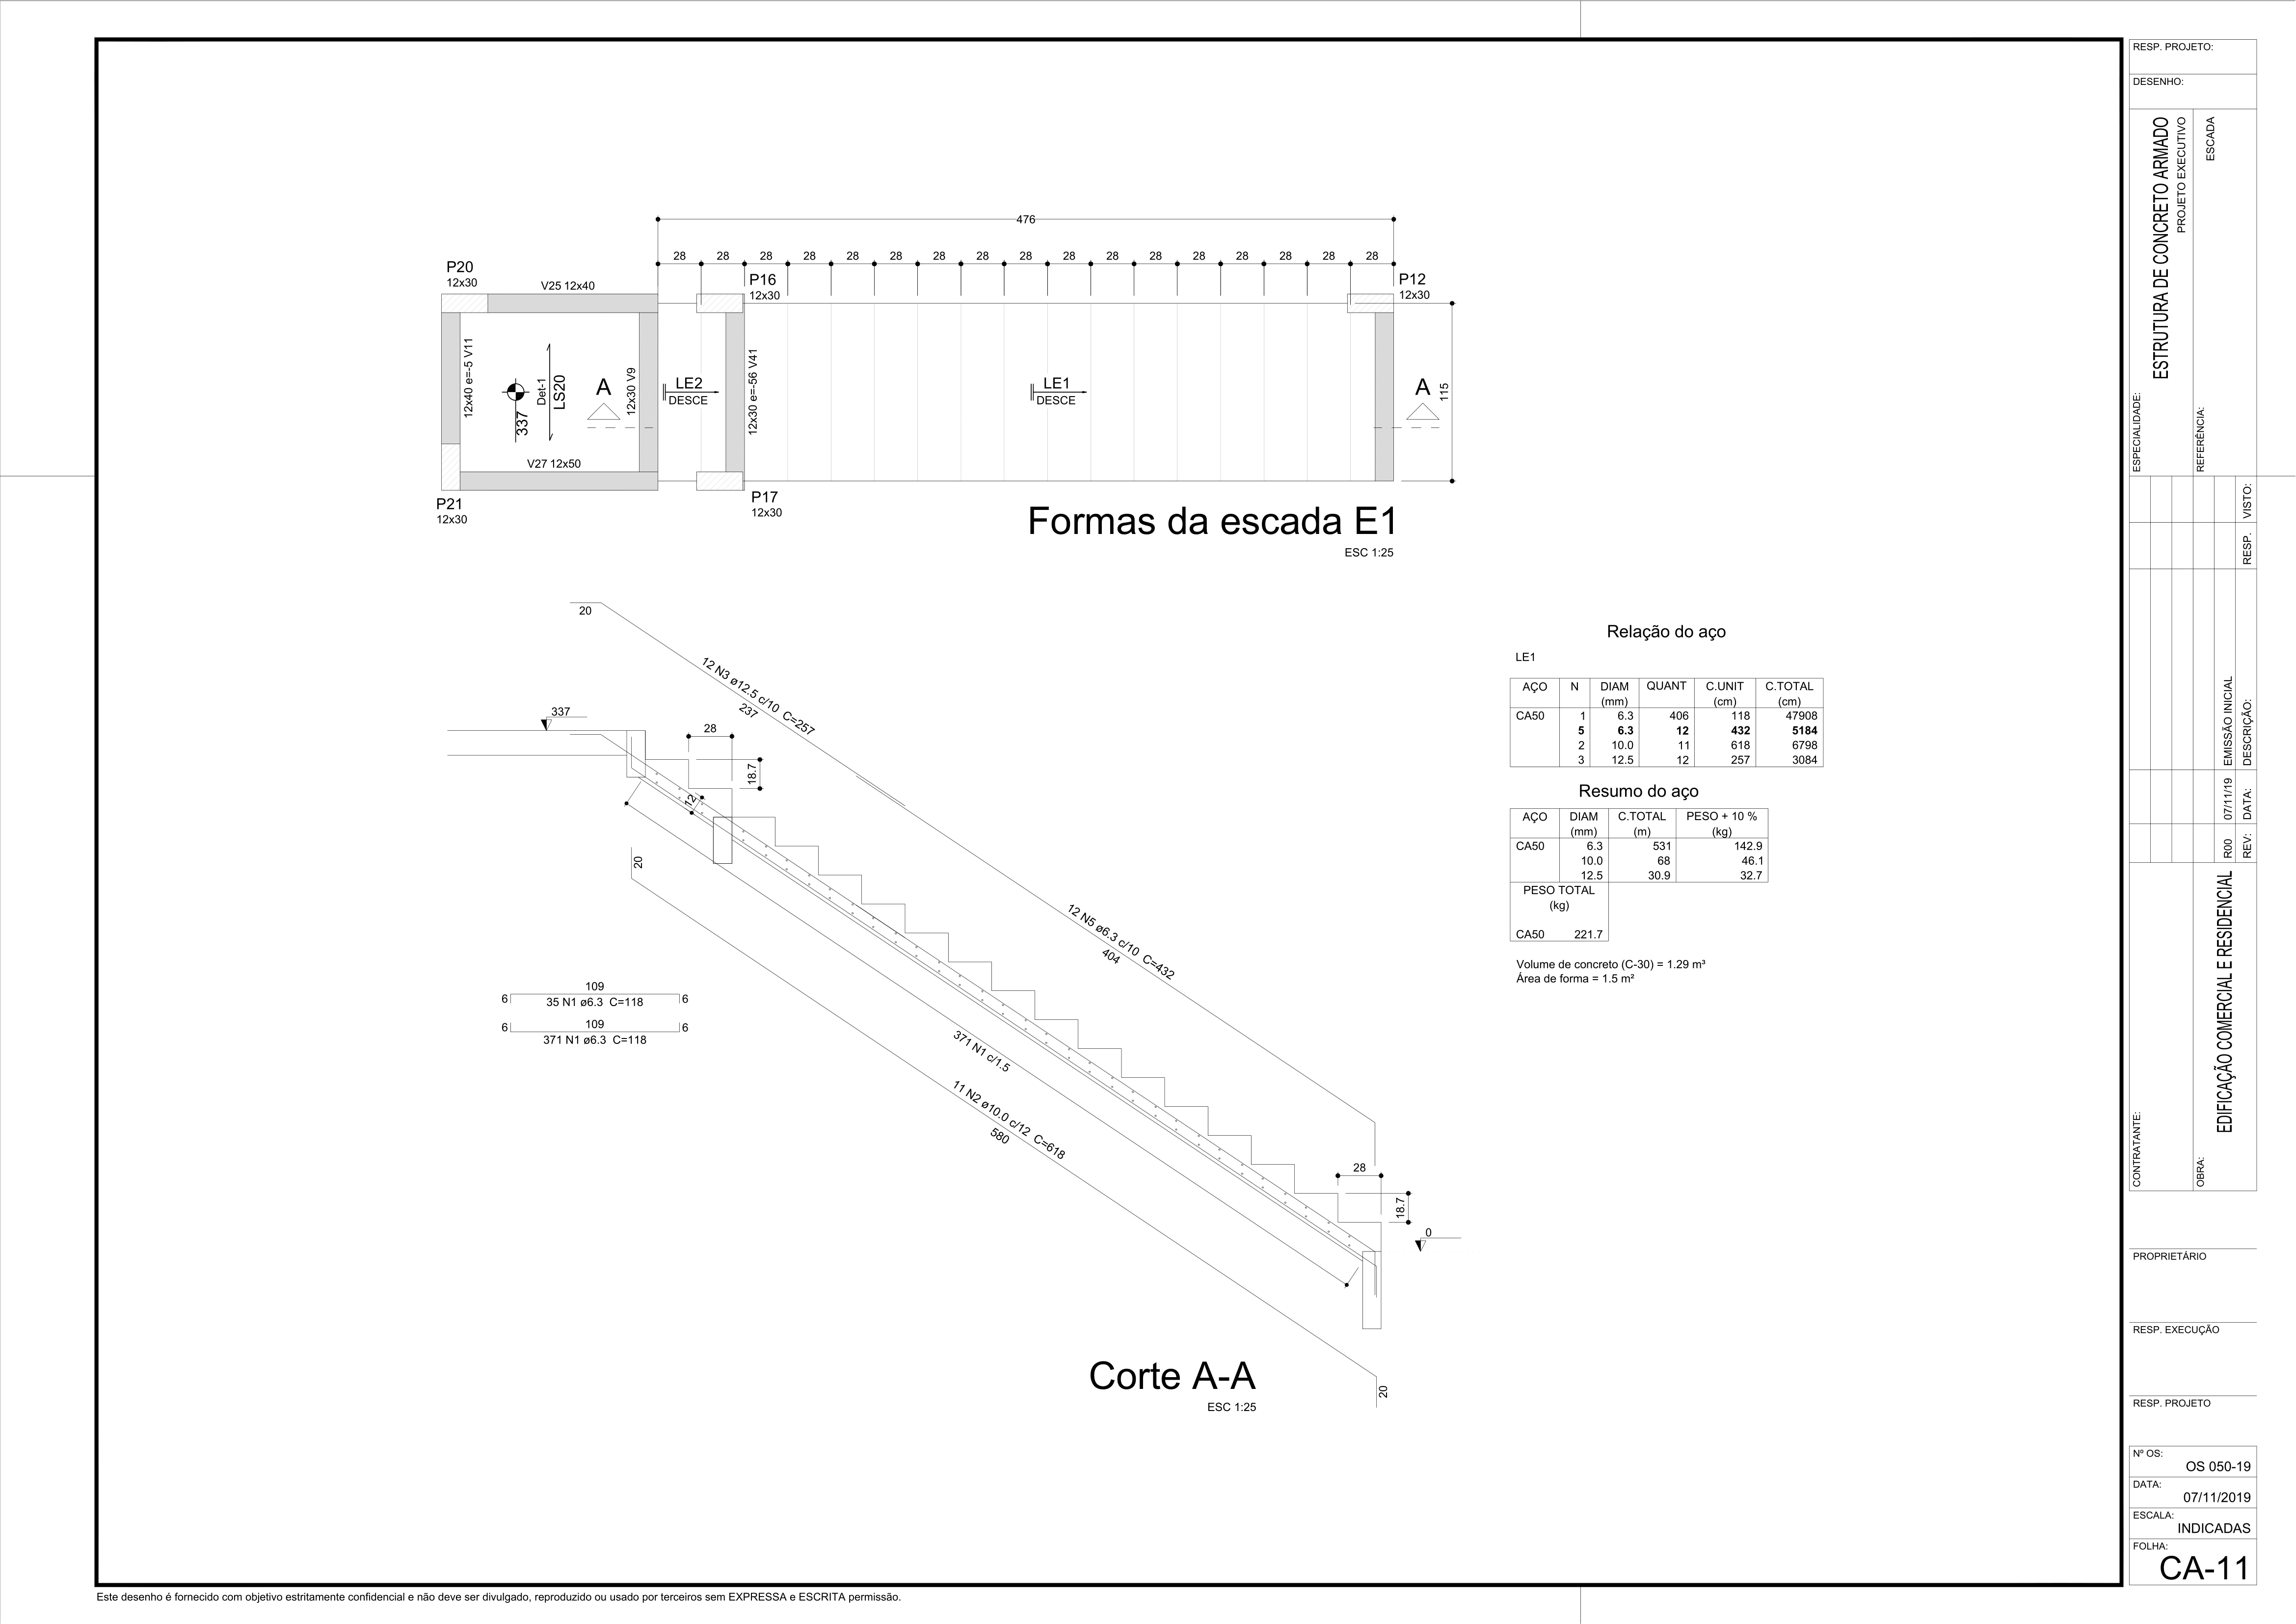 476
28 28 28 28 28 28 28 28 28 28 28 28 28 28 28 28 28
P20
12x30
V25 12x40
P16
12x30
P12
12x30
12x40 e=-5 V11
337
Det-1
LS20
A
12x30 V9
LE2
DESCE
12x30 e=-56 V41
LE1
DESCE
A
115
V27 12x50
P21
12x30
P17
12x30
Formas da escada E1
ESC 1:25
20
12 N3 ø12.5 c/10 C=257
237
337
28
18.7
12
20
12 N5 ø6.3 c/10 C=432
404
109
6 35 N1 ø6.3 C=118 6
109
6 371 N1 ø6.3 C=118 6
371 N1 c/1.5
11 N2 ø10.0 c/12 C=618
580
28
18.7
0
20
Corte A-A
ESC 1:25
Relação do aço
LE1
AÇO N DIAM QUANT C.UNIT C.TOTAL
(mm) (cm) (cm)
CA50 1 6.3 406 118 47908
5 6.3 12 432 5184
2 10.0 11 618 6798
3 12.5 12 257 3084
Resumo do aço
AÇO DIAM C.TOTAL PESO + 10 %
(mm) (m) (kg)
CA50 6.3 531 142.9
10.0 68 46.1
12.5 30.9 32.7
PESO TOTAL
(kg)
CA50 221.7
Volume de concreto (C-30) = 1.29 m³
Área de forma = 1.5 m²
RESP. PROJETO:
DESENHO:
ESPECIALIDADE:
ESTRUTURA DE CONCRETO ARMADO
PROJETO EXECUTIVO
REFERÊNCIA:
ESCADA
R00 07/11/19 EMISSÃO INICIAL
REV: DATA: DESCRIÇÃO: RESP. VISTO:
CONTRATANTE:
OBRA:
EDIFICAÇÃO COMERCIAL E RESIDENCIAL
PROPRIETÁRIO
RESP. EXECUÇÃO
RESP. PROJETO
Nº OS:
OS 050-19
DATA:
07/11/2019
ESCALA:
INDICADAS
FOLHA:
CA-11
Este desenho é fornecido com objetivo estritamente confidencial e não deve ser divulgado, reproduzido ou usado por terceiros sem EXPRESSA e ESCRITA permissão.